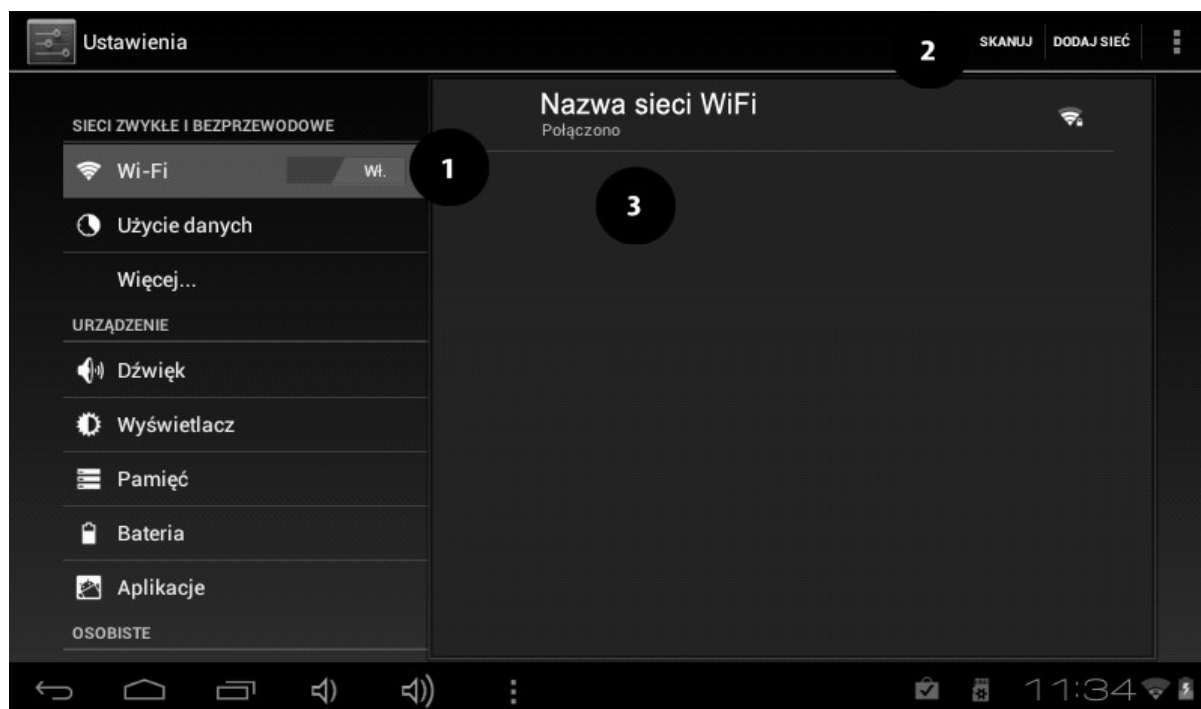 Ustawienia
2
SKANUJ
DODAJ SIEĆ
SIECI ZWYKŁE I BEZPRZEWODOWE
Wi-Fi
WŁ.
1
Użycie danych
Więcej...
URZĄDZENIE
Dźwięk
Wyświetlacz
Pamięć
Bateria
Aplikacje
OSOBISTE
Nazwa sieci WiFi
Połączono
3
11:34